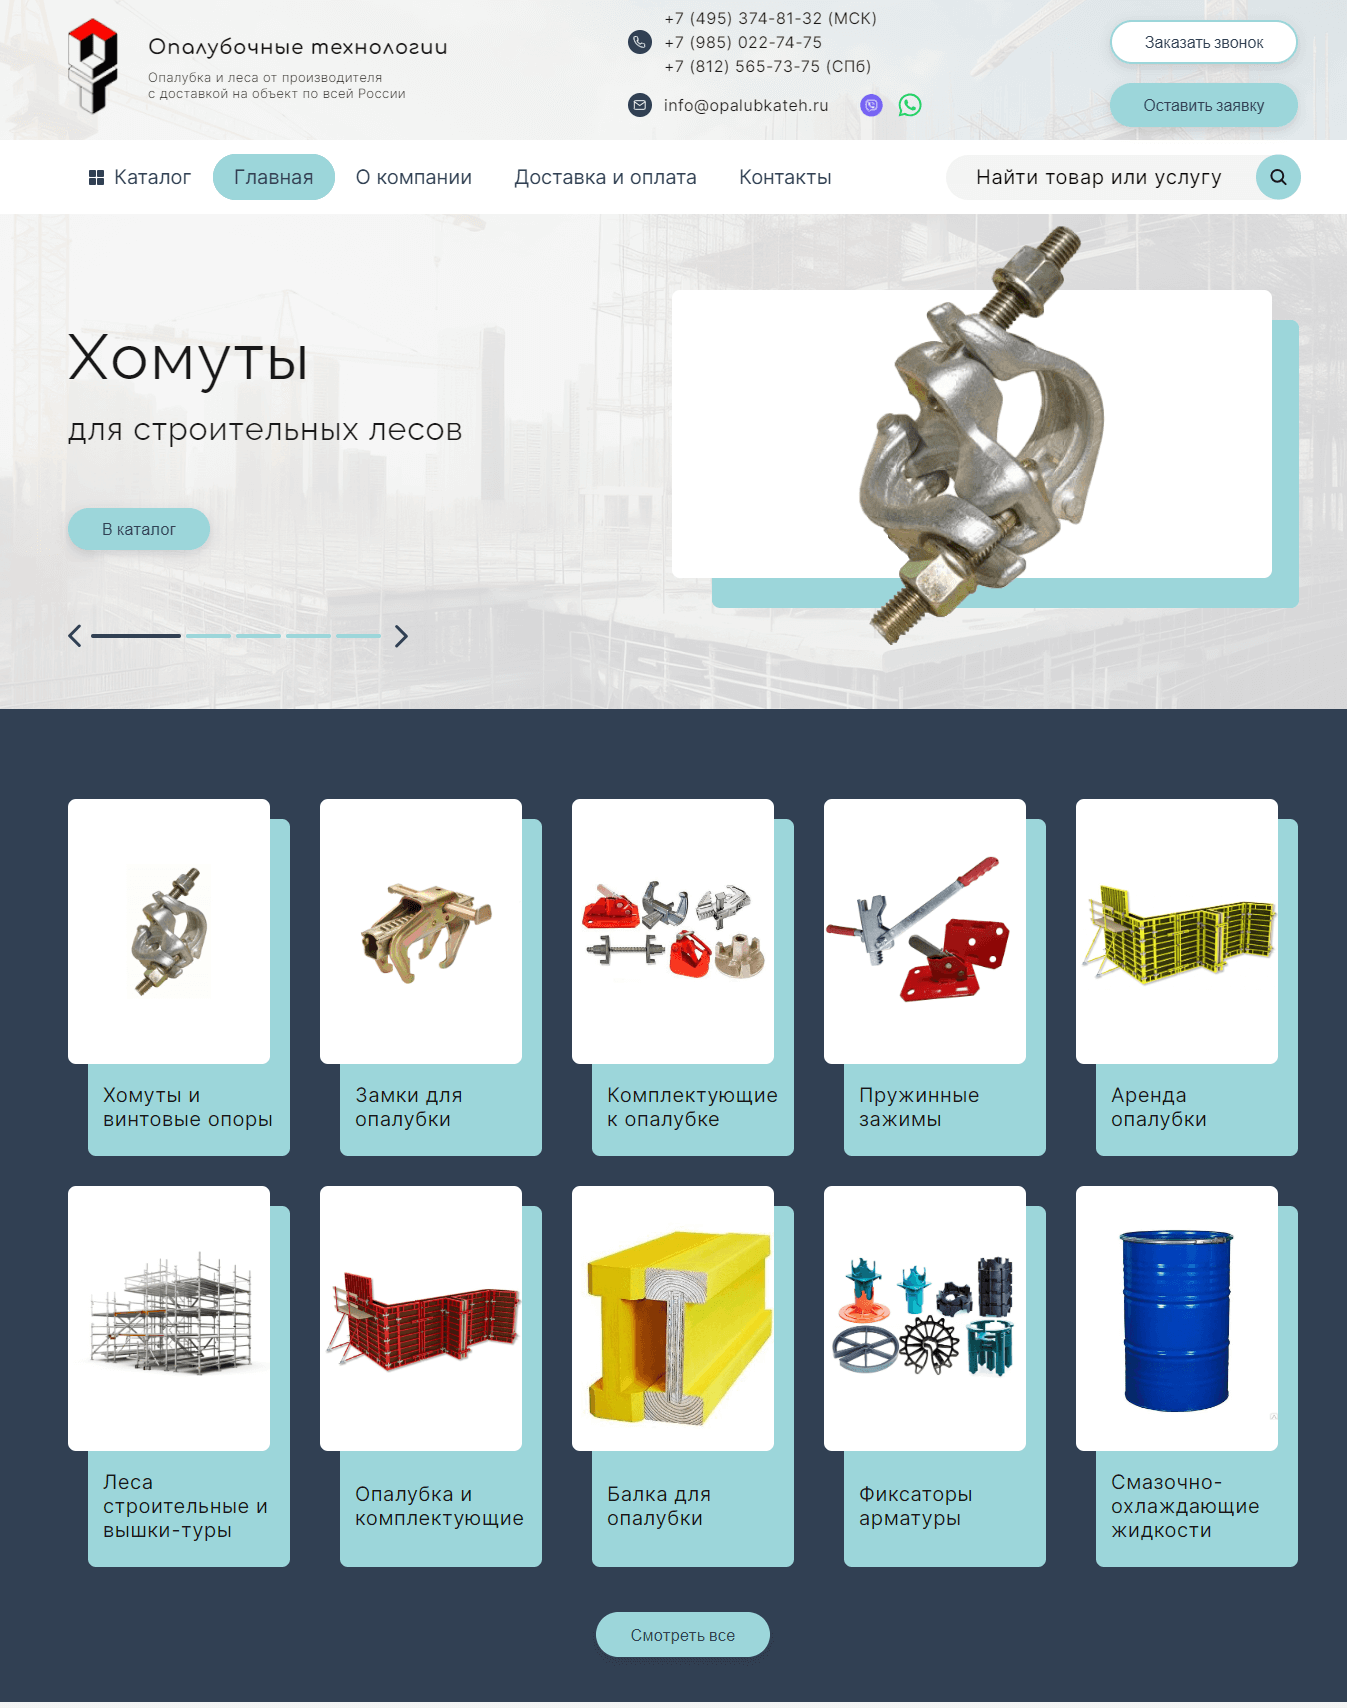 Опалубочные технологии
Опалубка и леса от производителя
с доставкой на объект по всей России
+7 (495) 374-81-32 (МСК)
+7 (985) 022-74-75
+7 (812) 565-73-75 (СПб)
info@opalubkateh.ru
Заказать звонок
Оставить заявку
Каталог
Главная
О компании
Доставка и оплата
Контакты
Найти товар или услугу
Хомуты
для строительных лесов
В каталог
Хомуты и
винтовые опоры
Замки для
опалубки
Комплектующие
к опалубке
Пружинные
зажимы
Аренда
опалубки
Леса
строительные и
вышки-туры
Опалубка и
комплектующие
Балка для
опалубки
Фиксаторы
арматуры
Смазочно-
охлаждающие
жидкости
Смотреть все